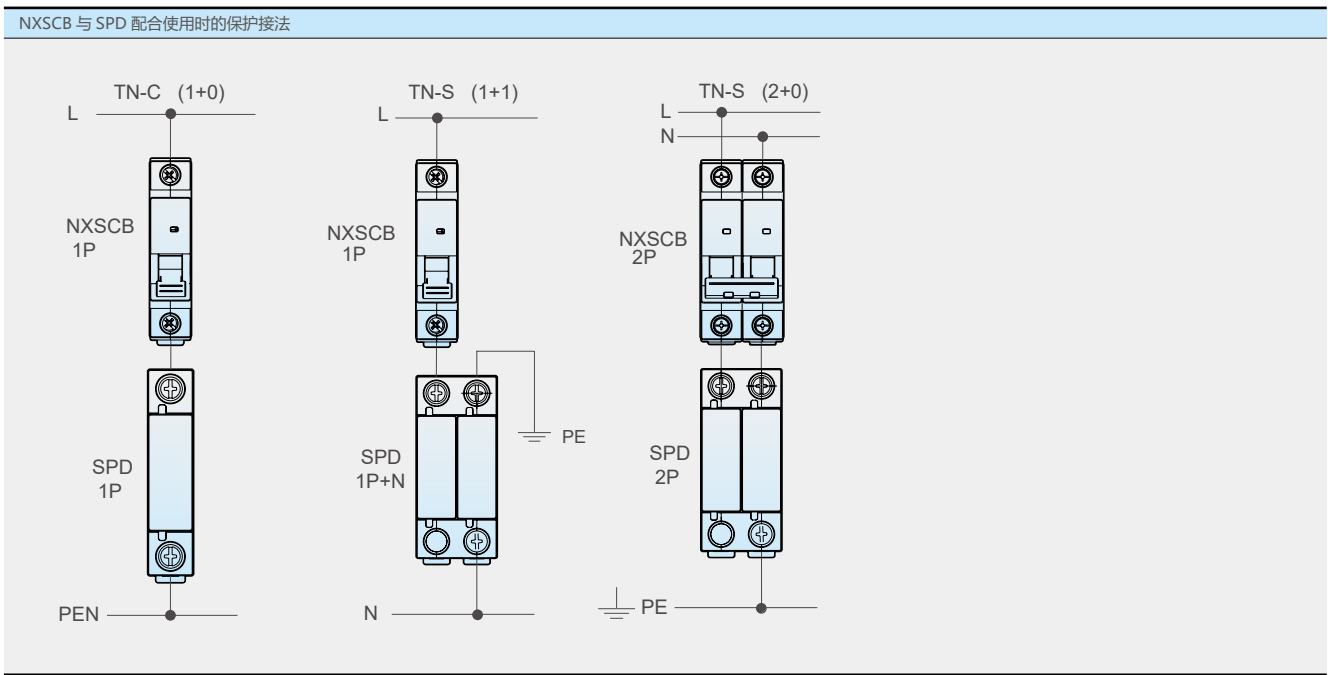 NXSCB 与 SPD 配合使用时的保护接法
TN-C (1+0)
L
NXSCB
1P
SPD
1P
PEN
TN-S (1+1)
L
NXSCB
1P
PE
SPD
1P+N
N
TN-S (2+0)
L
N
NXSCB
2P
SPD
2P
PE